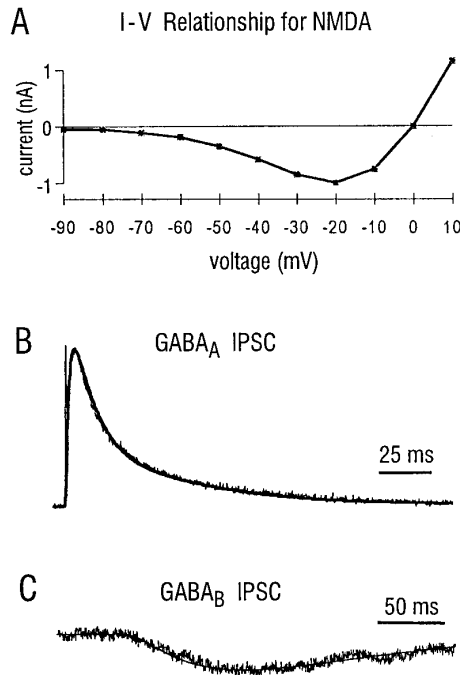 A
I-V Relationship for NMDA
current (nA)
1
0
-1
-90 -80 -70 -60 -50 -40 -30 -20 -10 0 10
voltage (mV)
B
GABAA IPSC
25 ms
C
GABAB IPSC
50 ms